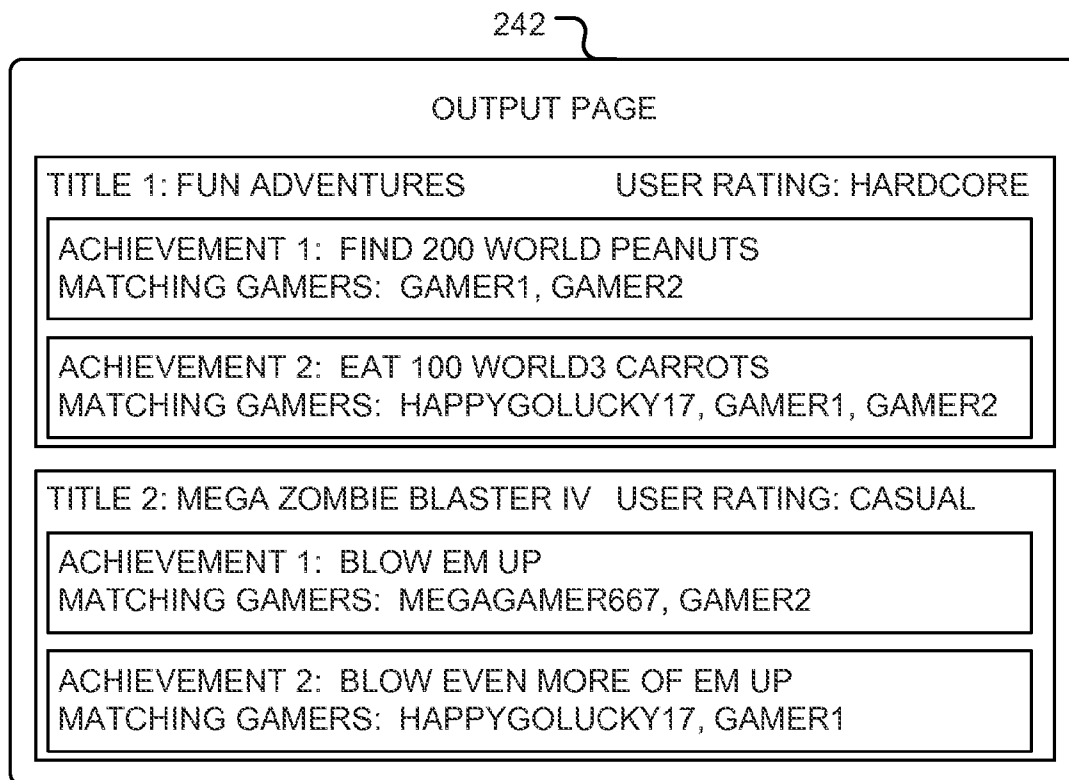 242
OUTPUT PAGE
TITLE 1: FUN ADVENTURES USER RATING: HARDCORE
ACHIEVEMENT 1: FIND 200 WORLD PEANUTS
MATCHING GAMERS: GAMER1, GAMER2
ACHIEVEMENT 2: EAT 100 WORLD3 CARROTS
MATCHING GAMERS: HAPPYGOLUCKY17, GAMER1, GAMER2
TITLE 2: MEGA ZOMBIE BLASTER IV USER RATING: CASUAL
ACHIEVEMENT 1: BLOW EM UP
MATCHING GAMERS: MEGAGAMER667, GAMER2
ACHIEVEMENT 2: BLOW EVEN MORE OF EM UP
MATCHING GAMERS: HAPPYGOLUCKY17, GAMER1